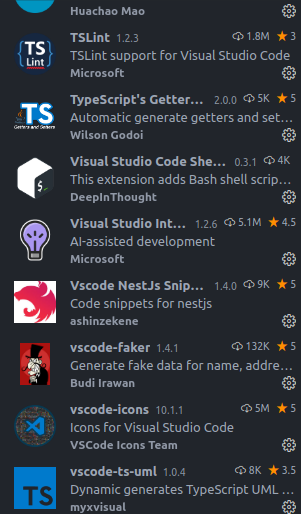 Huachao Mao
TSLint 1.2.3 1.8M ★ 3
TSLint support for Visual Studio Code
Microsoft
TypeScript's Getter... 2.0.0 5K ★ 5
Automatic generate getters and set...
Wilson Godoi
Visual Studio Code She... 0.3.1 4K
This extension adds Bash shell scrip...
DeepInThought
Visual Studio Int... 1.2.6 5.1M ★ 4.5
AI-assisted development
Microsoft
Vscode NestJs Snip... 1.4.0 9K ★ 5
Code snippets for nestjs
ashinzekene
vscode-faker 1.4.1 132K ★ 5
Generate fake data for name, addre...
Budi Irawan
vscode-icons 10.1.1 5M ★ 5
Icons for Visual Studio Code
VSCode Icons Team
vscode-ts-uml 1.0.4 8K ★ 3.5
Dynamic generates TypeScript UML ...
myxvisual
TS
Lint
TS
Getters and Setters
TS